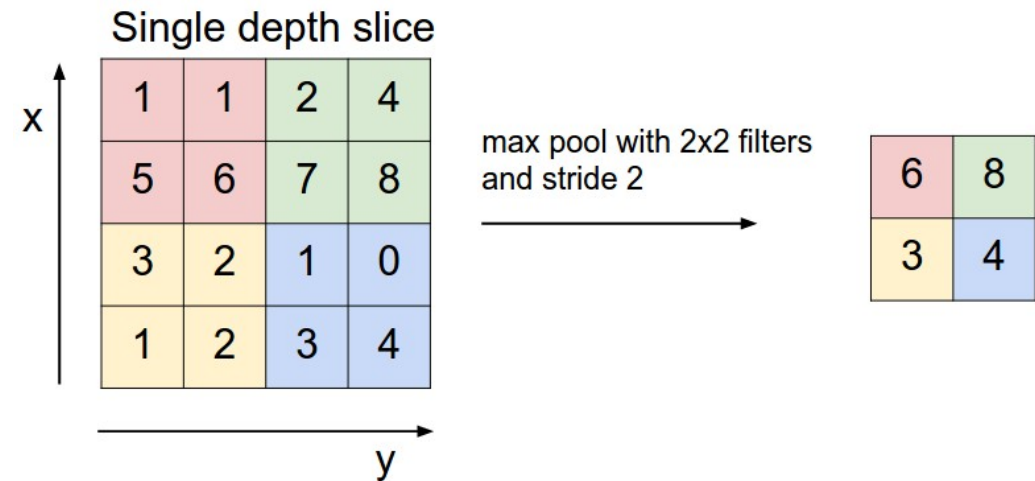 Single depth slice
x
1 1 2 4
5 6 7 8
3 2 1 0
1 2 3 4
y
max pool with 2x2 filters
and stride 2
6 8
3 4